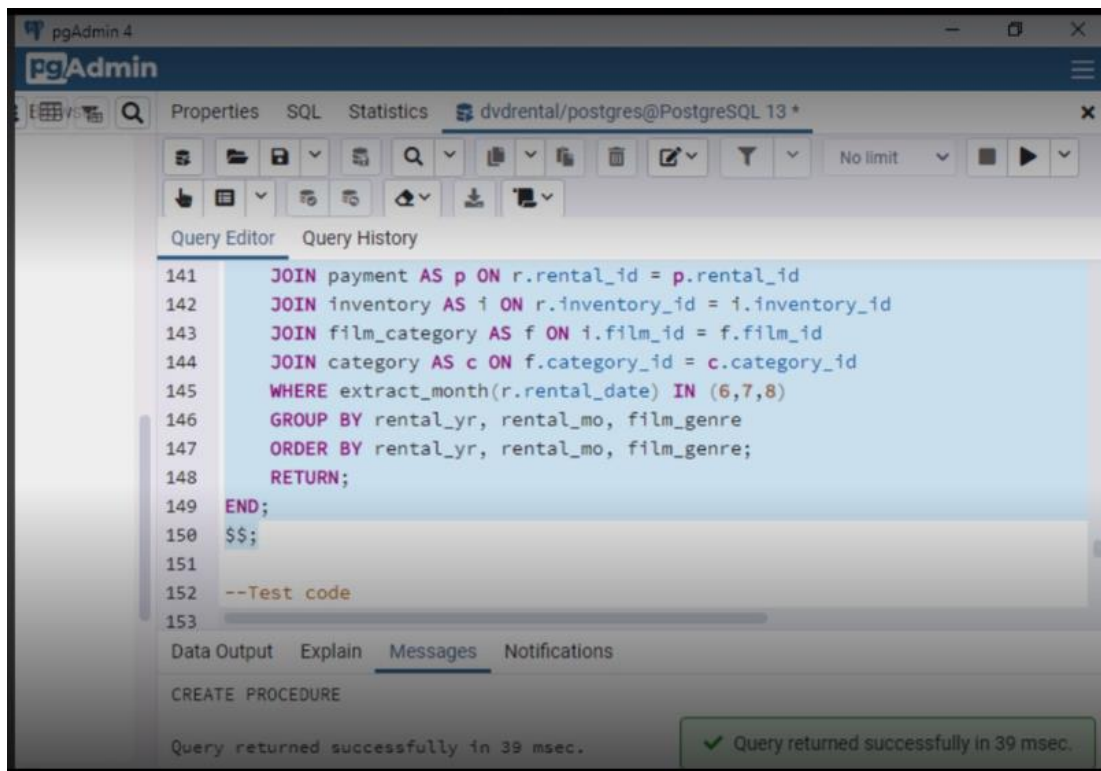 pgAdmin 4
pgAdmin
Properties SQL Statistics dvdrental/postgres@PostgreSQL 13 *
No limit
Query Editor Query History
141 JOIN payment AS p ON r.rental_id = p.rental_id
142 JOIN inventory AS i ON r.inventory_id = i.inventory_id
143 JOIN film_category AS f ON i.film_id = f.film_id
144 JOIN category AS c ON f.category_id = c.category_id
145 WHERE extract_month(r.rental_date) IN (6,7,8)
146 GROUP BY rental_yr, rental_mo, film_genre
147 ORDER BY rental_yr, rental_mo, film_genre;
148 RETURN;
149 END;
150 $$;
151
152 --Test code
153
Data Output Explain Messages Notifications
CREATE PROCEDURE
Query returned successfully in 39 msec.
Query returned successfully in 39 msec.